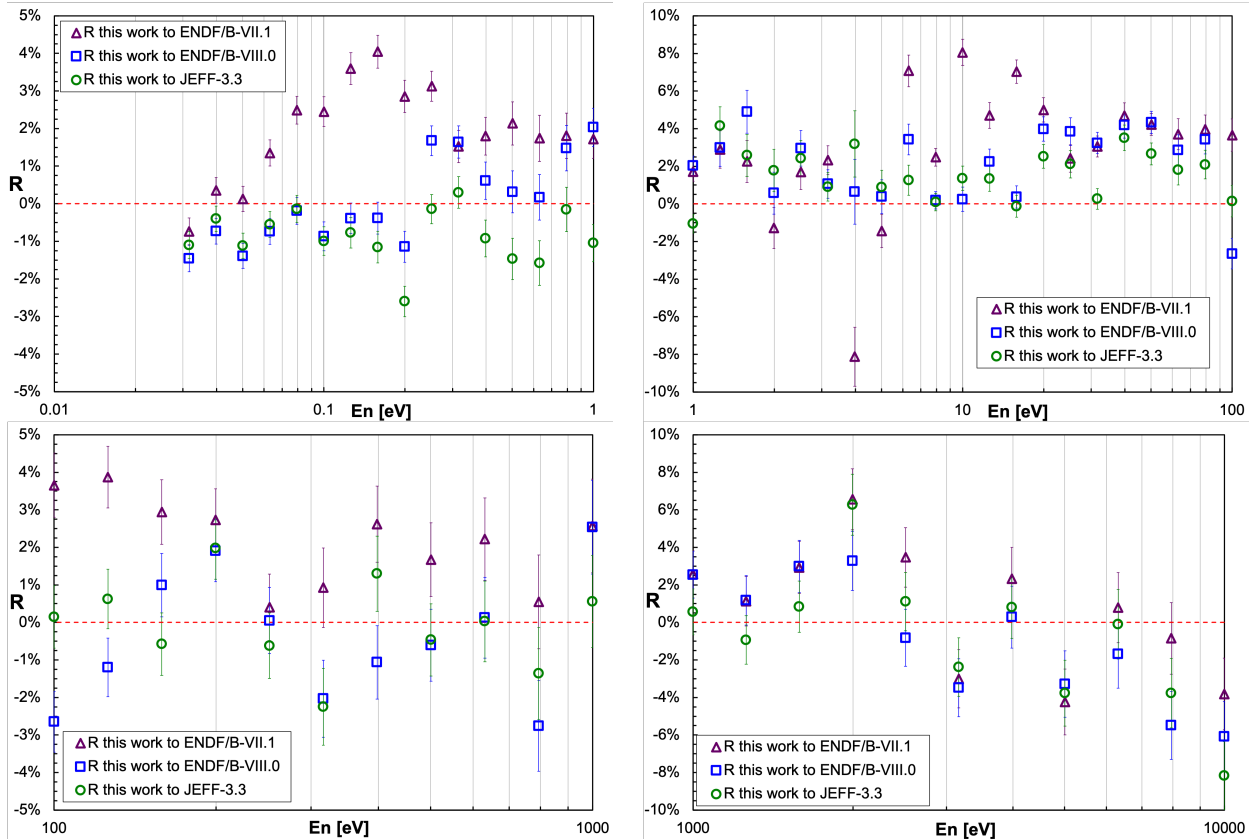 5%
4%
3%
2%
1%
0%
-1%
-2%
-3%
-4%
-5%
R
R this work to ENDF/B-VII.1
R this work to ENDF/B-VIII.0
R this work to JEFF-3.3
0.01
0.1
1
En [eV]
10%
8%
6%
4%
2%
0%
-2%
-4%
-6%
-8%
-10%
R
R this work to ENDF/B-VII.1
R this work to ENDF/B-VIII.0
R this work to JEFF-3.3
1
10
100
En [eV]
5%
4%
3%
2%
1%
0%
-1%
-2%
-3%
-4%
-5%
R
R this work to ENDF/B-VII.1
R this work to ENDF/B-VIII.0
R this work to JEFF-3.3
100
1000
En [eV]
10%
8%
6%
4%
2%
0%
-2%
-4%
-6%
-8%
-10%
R
R this work to ENDF/B-VII.1
R this work to ENDF/B-VIII.0
R this work to JEFF-3.3
1000
10000
En [eV]